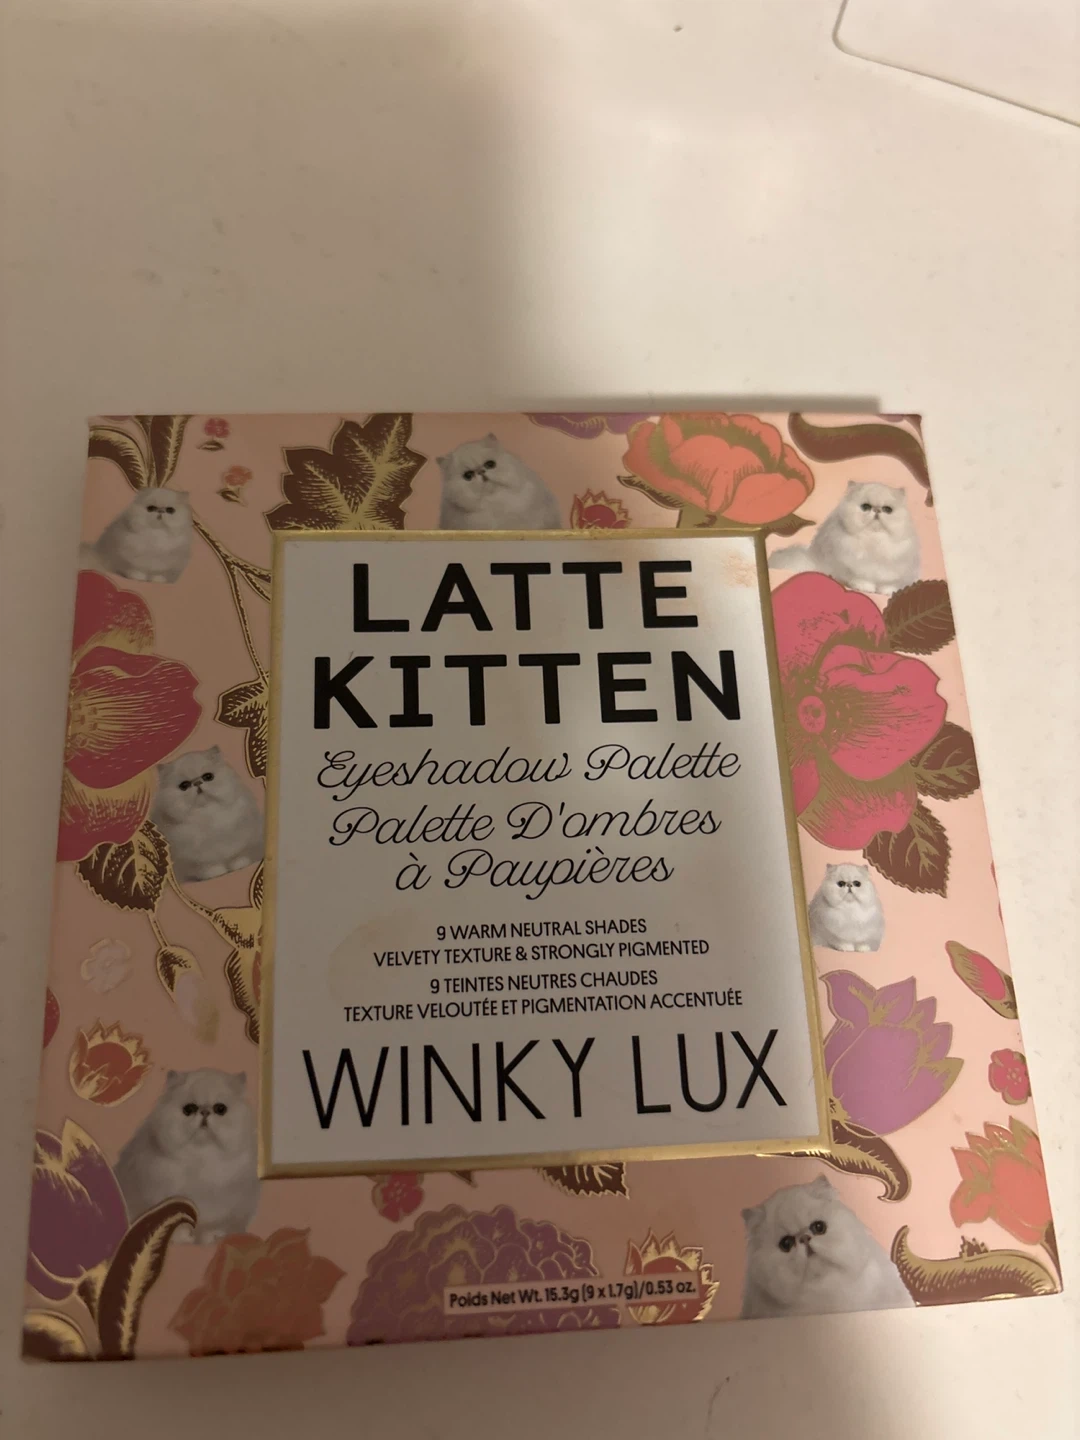 LATTE
KITTEN
Eyeshadow Palette
Palette D'ombres
à Paupières
9 WARM NEUTRAL SHADES
VELVETY TEXTURE & STRONGLY PIGMENTED
9 TEINTES NEUTRES CHAUDES
TEXTURE VELOUTÉE ET PIGMENTATION ACCENTUÉE
WINKY LUX
Poids Net Wt. 15.3g (9 x 1.7g)/0.53 oz.